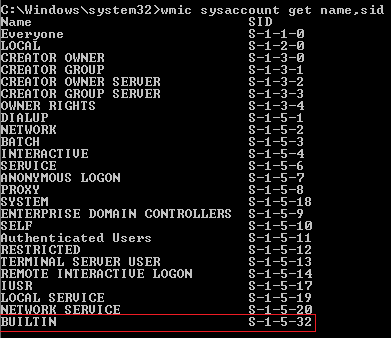 C:\Windows\system32>wmic sysaccount get name,sid
Name SID
Everyone S-1-1-0
LOCAL S-1-2-0
CREATOR OWNER S-1-3-0
CREATOR GROUP S-1-3-1
CREATOR OWNER SERVER S-1-3-2
CREATOR GROUP SERVER S-1-3-3
OWNER RIGHTS S-1-3-4
DIALUP S-1-5-1
NETWORK S-1-5-2
BATCH S-1-5-3
INTERACTIVE S-1-5-4
SERVICE S-1-5-6
ANONYMOUS LOGON S-1-5-7
PROXY S-1-5-8
SYSTEM S-1-5-18
ENTERPRISE DOMAIN CONTROLLERS S-1-5-9
SELF S-1-5-10
Authenticated Users S-1-5-11
RESTRICTED S-1-5-12
TERMINAL SERVER USER S-1-5-13
REMOTE INTERACTIVE LOGON S-1-5-14
IUSR S-1-5-17
LOCAL SERVICE S-1-5-19
NETWORK SERVICE S-1-5-20
BUILTIN S-1-5-32